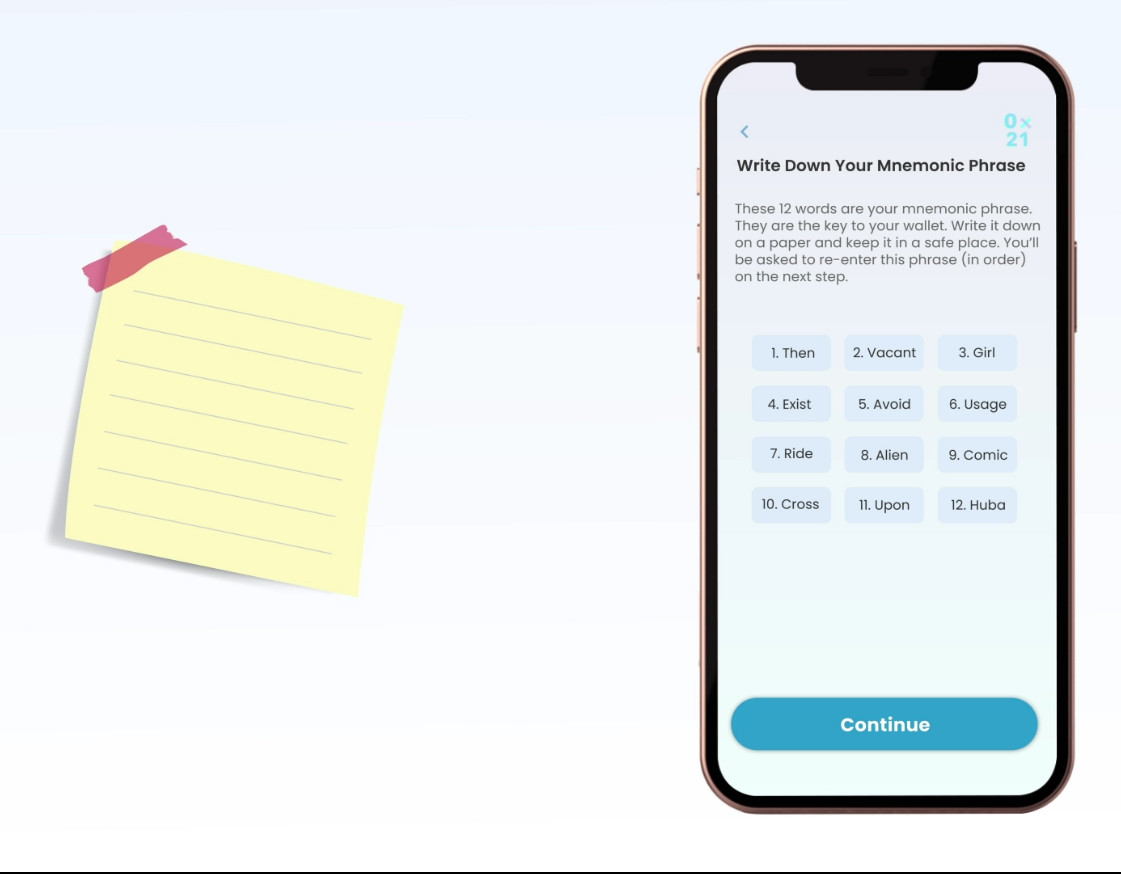 0x
21
Write Down Your Mnemonic Phrase
These 12 words are your mnemonic phrase.
They are the key to your wallet. Write it down
on a paper and keep it in a safe place. You'll
be asked to re-enter this phrase (in order)
on the next step.
1. Then 2. Vacant 3. Girl
4. Exist 5. Avoid 6. Usage
7. Ride 8. Alien 9. Comic
10. Cross 11. Upon 12. Huba
Continue